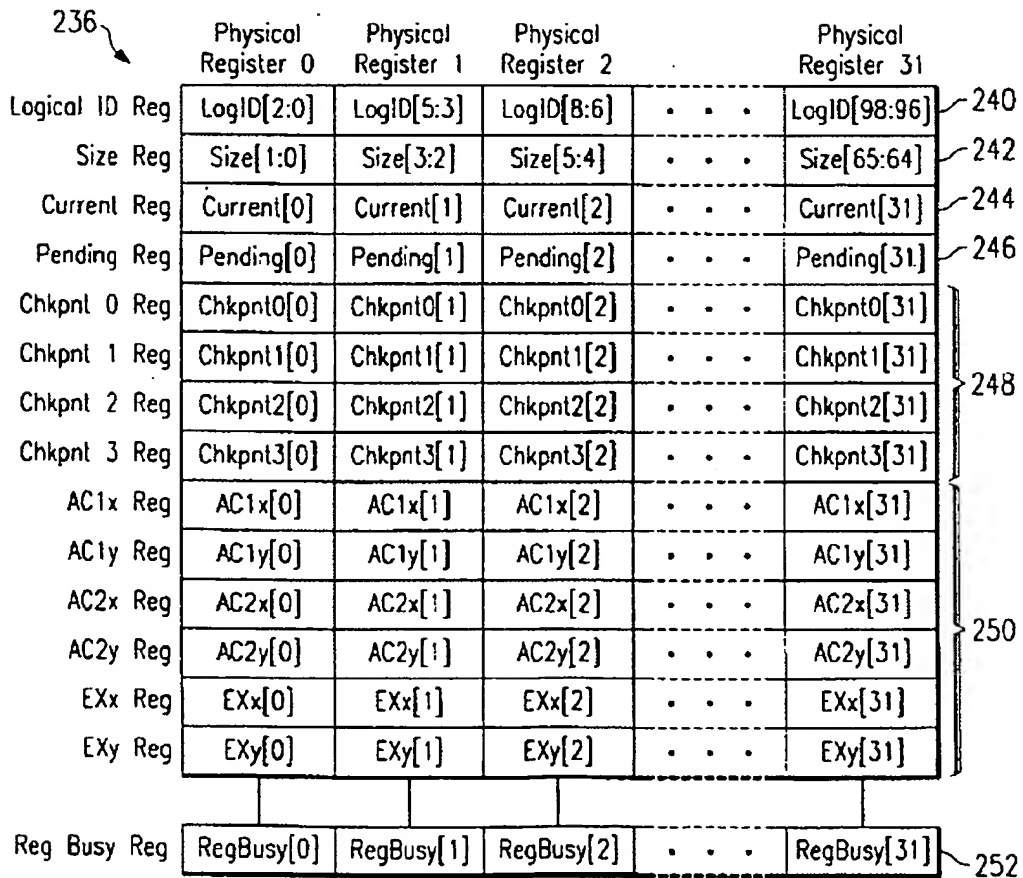 236
Physical Register 0 Physical Register 1 Physical Register 2 Physical Register 31
Logical ID Reg LogID[2:0] LogID[5:3] LogID[8:6] . . . LogID[98:96] 240
Size Reg Size[1:0] Size[3:2] Size[5:4] . . . Size[65:64] 242
Current Reg Current[0] Current[1] Current[2] . . . Current[31] 244
Pending Reg Pending[0] Pending[1] Pending[2] . . . Pending[31] 246
Chkpnt 0 Reg Chkpnt0[0] Chkpnt0[1] Chkpnt0[2] . . . Chkpnt0[31]
Chkpnt 1 Reg Chkpnt1[0] Chkpnt1[1] Chkpnt1[2] . . . Chkpnt1[31]
248
Chkpnt 2 Reg Chkpnt2[0] Chkpnt2[1] Chkpnt2[2] . . . Chkpnt2[31]
Chkpnt 3 Reg Chkpnt3[0] Chkpnt3[1] Chkpnt3[2] . . . Chkpnt3[31]
AC1x Reg AC1x[0] AC1x[1] AC1x[2] . . . AC1x[31]
AC1y Reg AC1y[0] AC1y[1] AC1y[2] . . . AC1y[31]
AC2x Reg AC2x[0] AC2x[1] AC2x[2] . . . AC2x[31]
250
AC2y Reg AC2y[0] AC2y[1] AC2y[2] . . . AC2y[31]
EXx Reg EXx[0] EXx[1] EXx[2] . . . EXx[31]
EXy Reg EXy[0] EXy[1] EXy[2] . . . EXy[31]
Reg Busy Reg RegBusy[0] RegBusy[1] RegBusy[2] . . . RegBusy[31] 252